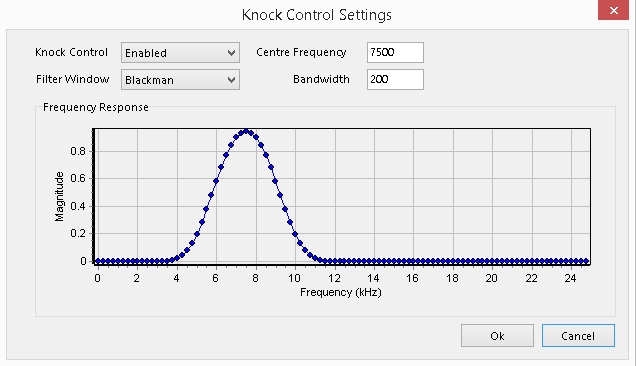 Knock Control Settings
Knock Control Enabled Centre Frequency 7500
Filter Window Blackman Bandwidth 200
Frequency Response
Magnitude
0.8
0.6
0.4
0.2
0
0 2 4 6 8 10 12 14 16 18 20 22 24
Frequency (kHz)
Ok Cancel